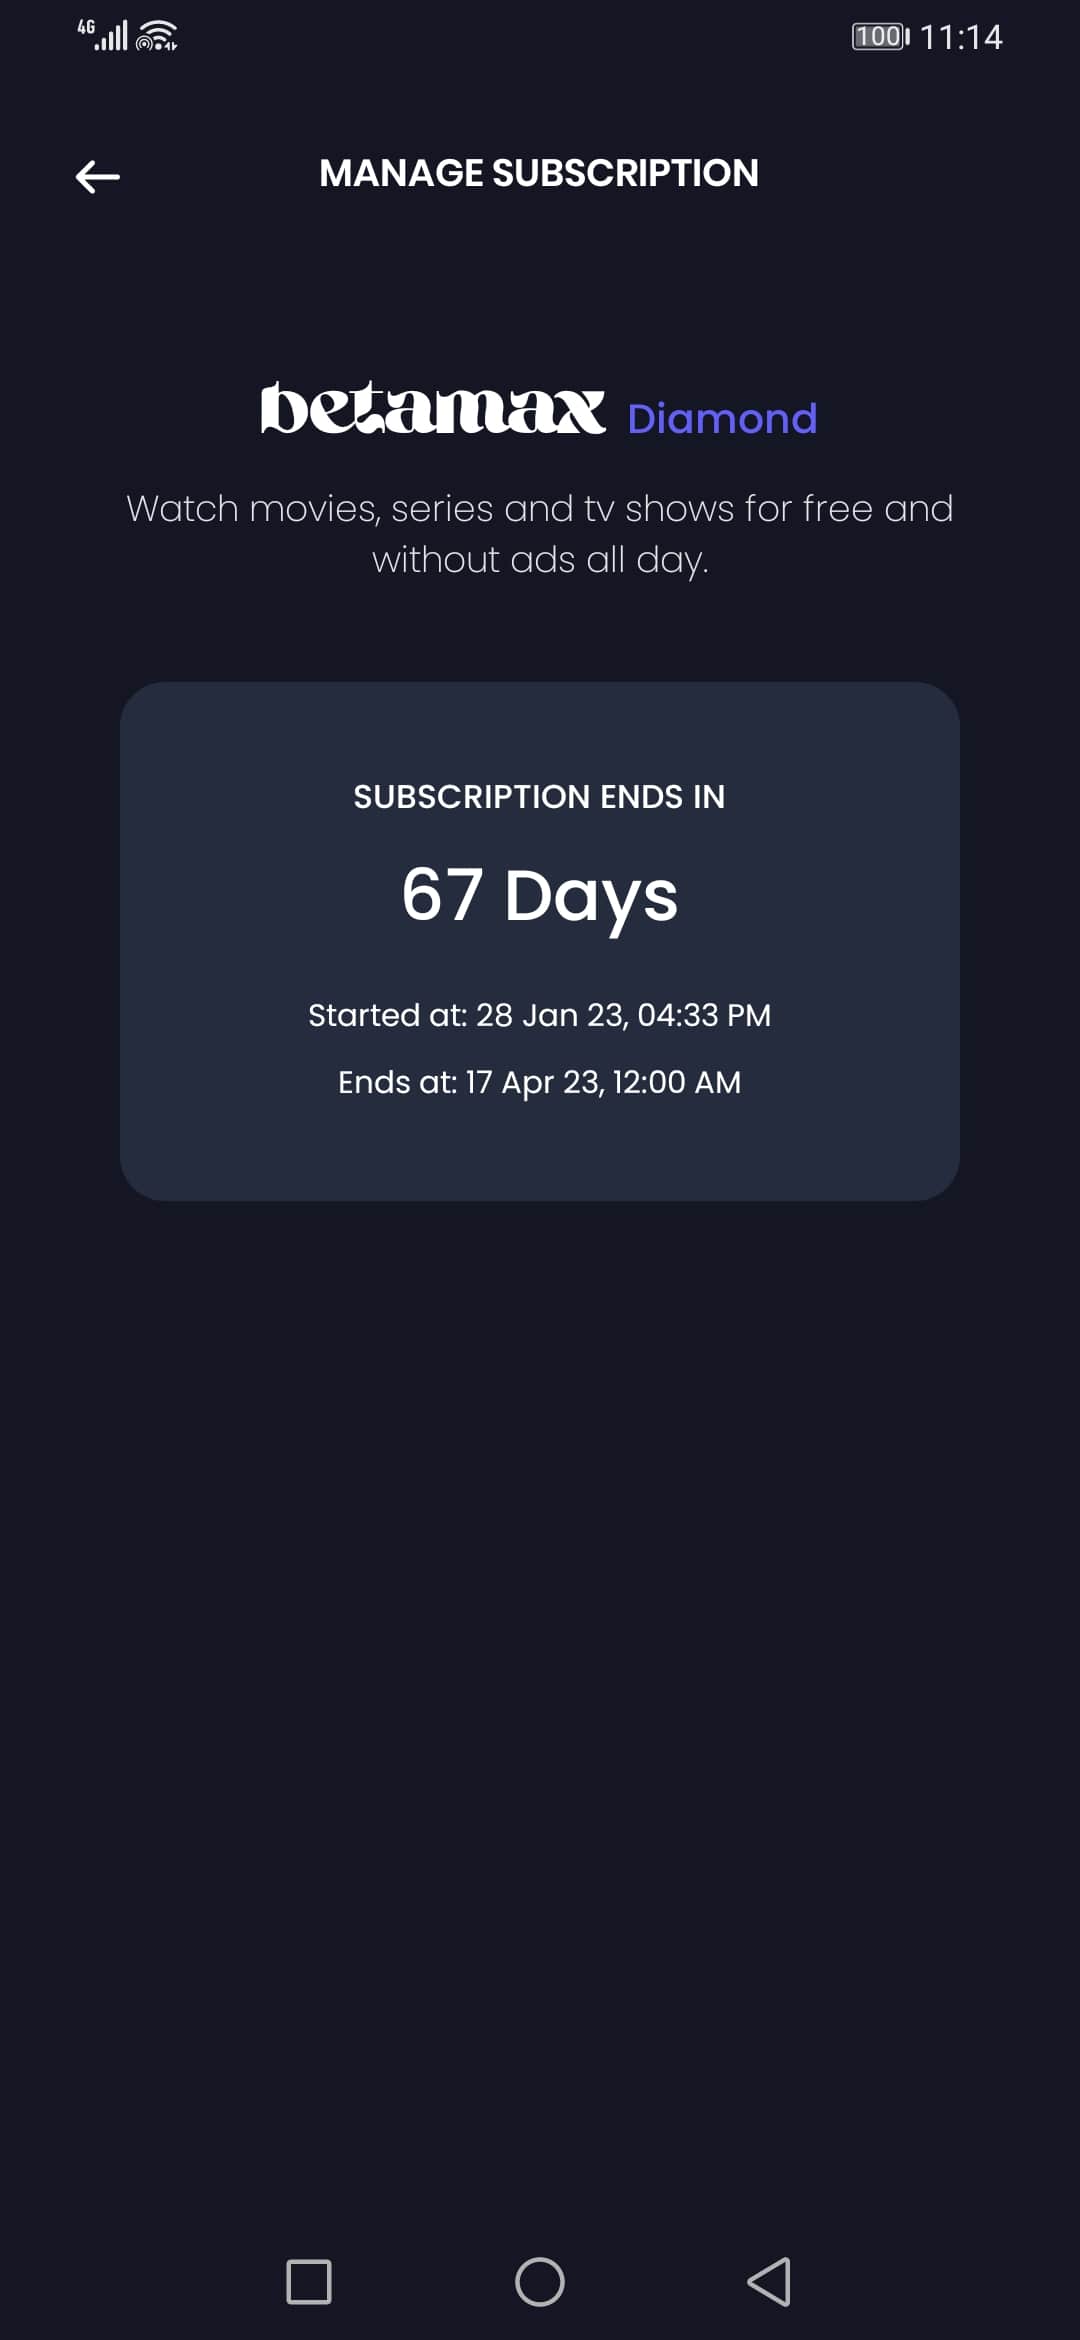 4G 100 11:14
MANAGE SUBSCRIPTION
betamax Diamond
Watch movies, series and tv shows for free and
without ads all day.
SUBSCRIPTION ENDS IN
67 Days
Started at: 28 Jan 23, 04:33 PM
Ends at: 17 Apr 23, 12:00 AM